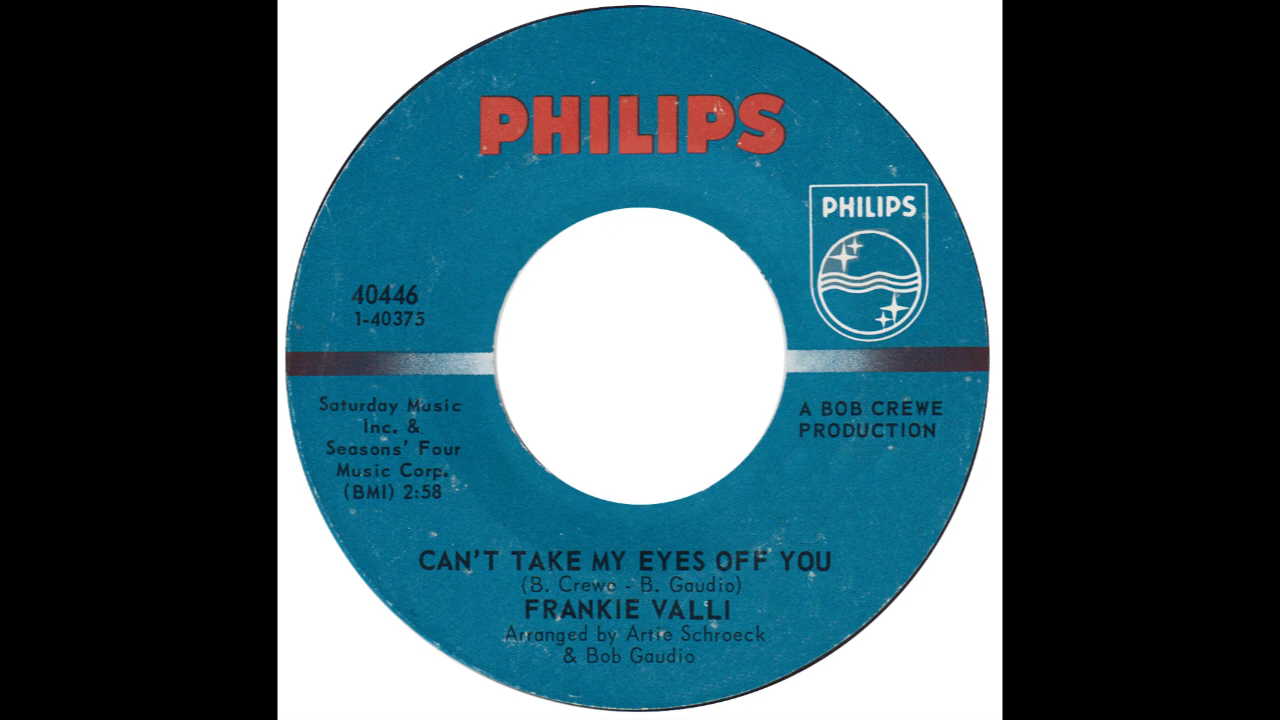 PHILIPS
PHILIPS
40446
1-40375
Saturday Music
Inc. &
Seasons' Four
Music Corp.
(BMI) 2:58
A BOB CREWE
PRODUCTION
CAN'T TAKE MY EYES OFF YOU
(B. Crewe - B. Gaudio)
FRANKIE VALLI
Arranged by Artie Schroeck
& Bob Gaudio